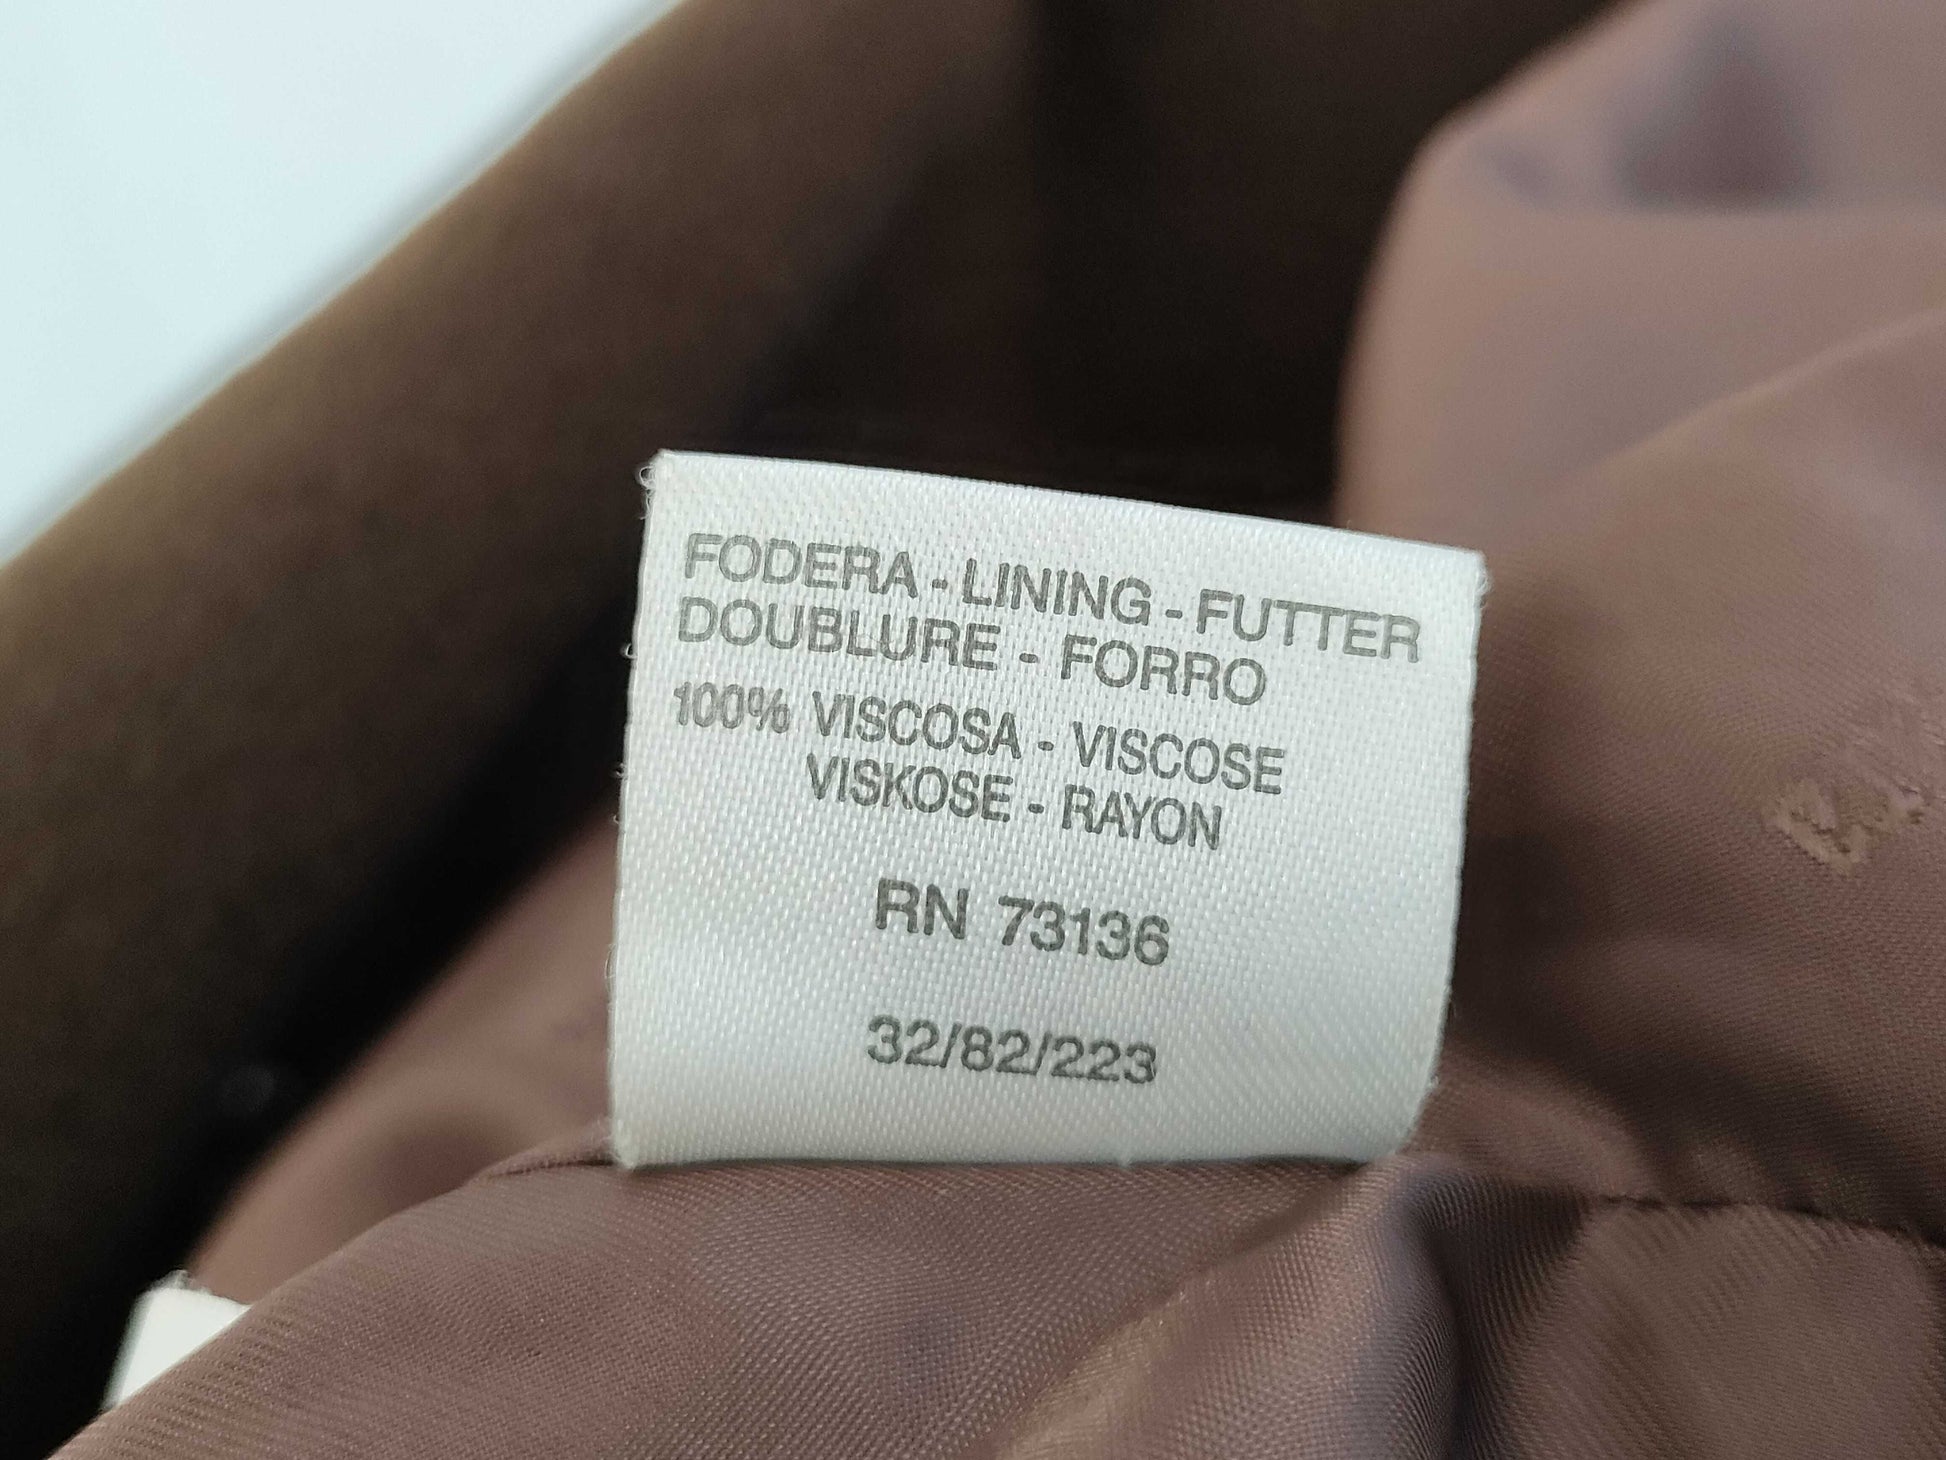 FODERA - LINING - FUTTER
DOUBLURE - FORRO
100% VISCOSA - VISCOSE
VISKOSE - RAYON
RN 73136
32/82/223